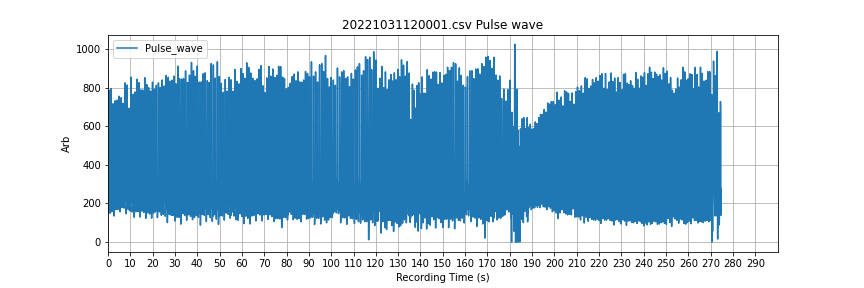 20221031120001.csv Pulse wave
Pulse_wave
Arb
1000
800
600
400
200
0
0 10 20 30 40 50 60 70 80 90 100 110 120 130 140 150 160 170 180 190 200 210 220 230 240 250 260 270 280 290
Recording Time (s)